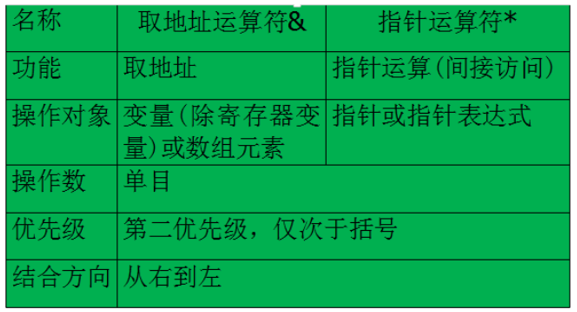 名称 取地址运算符& 指针运算符*
功能 取地址 指针运算(间接访问)
操作对象 变量(除寄存器变 指针或指针表达式
量)或数组元素
操作数 单目
优先级 第二优先级，仅次于括号
结合方向 从右到左